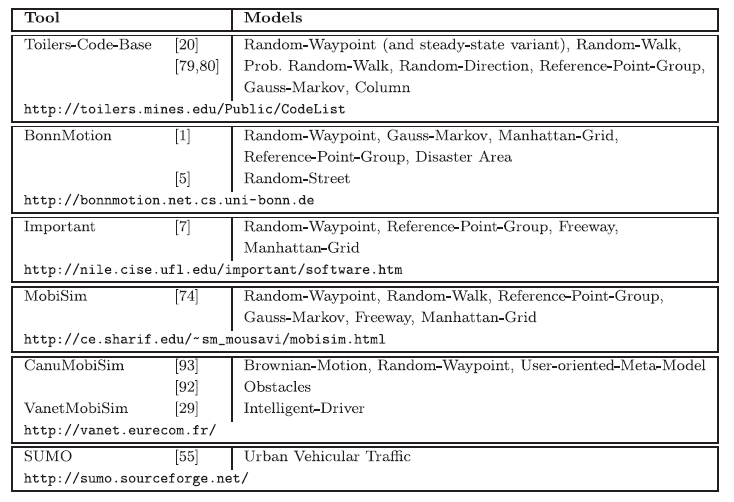 Tool Models
Toilers-Code-Base [20] Random-Waypoint (and steady-state variant), Random-Walk,
[79,80] Prob. Random-Walk, Random-Direction, Reference-Point-Group,
Gauss-Markov, Column
http://toilers.mines.edu/Public/CodeList
BonnMotion [1] Random-Waypoint, Gauss-Markov, Manhattan-Grid,
Reference-Point-Group, Disaster Area
[5] Random-Street
http://bonnmotion.net.cs.uni-bonn.de
Important [7] Random-Waypoint, Reference-Point-Group, Freeway,
Manhattan-Grid
http://nile.cise.ufl.edu/important/software.htm
MobiSim [74] Random-Waypoint, Random-Walk, Reference-Point-Group,
Gauss-Markov, Freeway, Manhattan-Grid
http://ce.sharif.edu/~sm_mousavi/mobisim.html
CanuMobiSim [93] Brownian-Motion, Random-Waypoint, User-oriented-Meta-Model
[92] Obstacles
VanetMobiSim [29] Intelligent-Driver
http://vanet.eurecom.fr/
SUMO [55] Urban Vehicular Traffic
http://sumo.sourceforge.net/